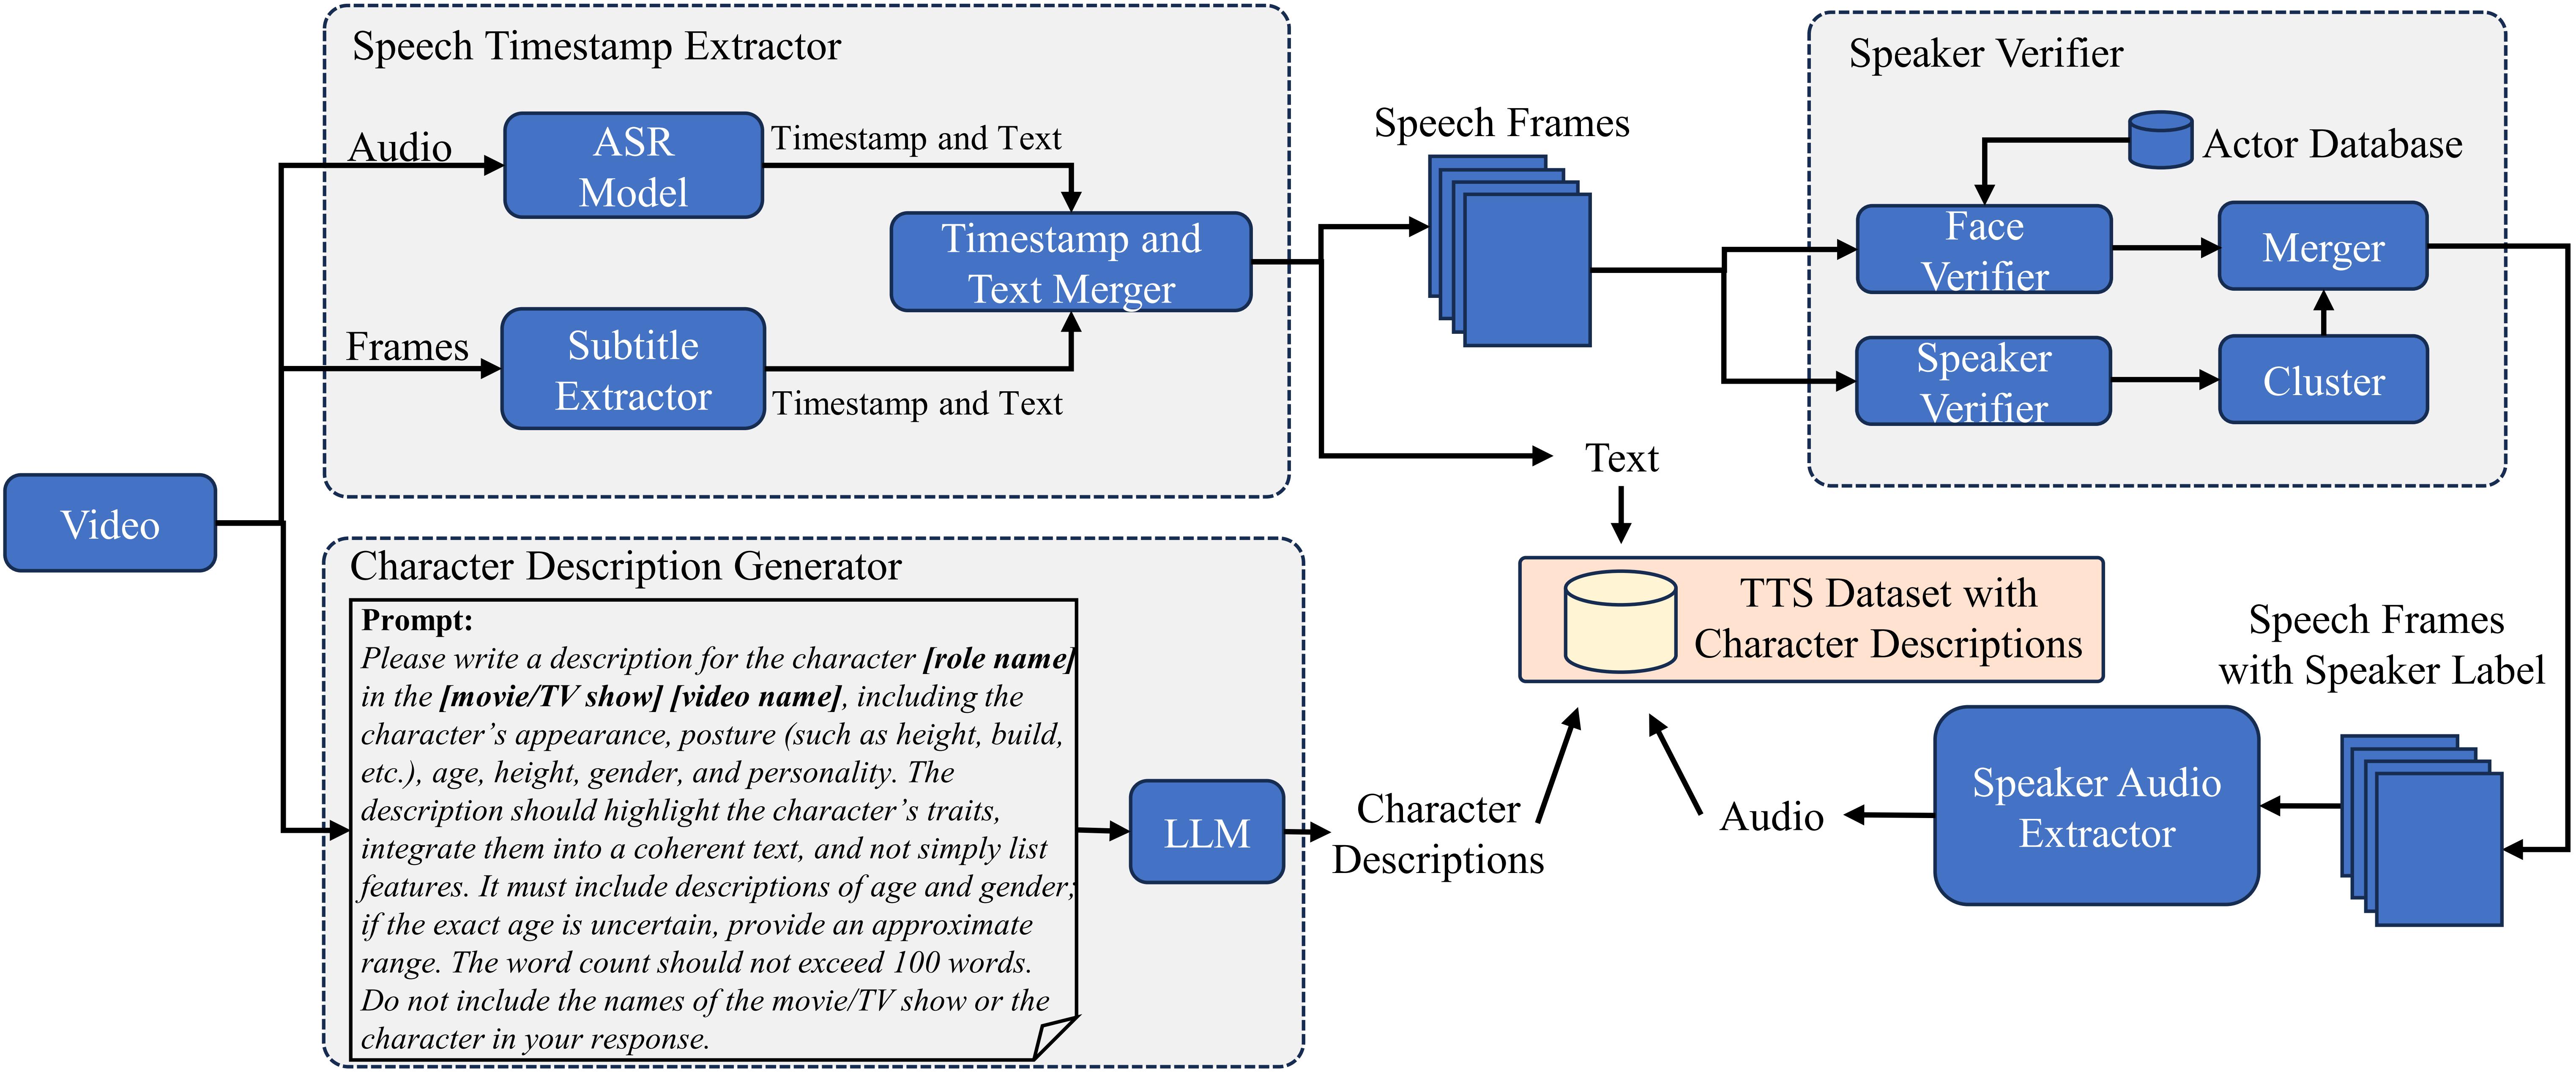 Speech Timestamp Extractor
Audio
ASR
Model
Timestamp and Text
Timestamp and
Text Merger
Frames
Subtitle
Extractor
Timestamp and Text
Video
Speech Frames
Text
Speaker Verifier
Actor Database
Face
Verifier
Merger
Speaker
Verifier
Cluster
Character Description Generator
Prompt:
Please write a description for the character [role name]
in the [movie/TV show] [video name], including the
character’s appearance, posture (such as height, build,
etc.), age, height, gender, and personality. The
description should highlight the character’s traits,
integrate them into a coherent text, and not simply list
features. It must include descriptions of age and gender;
if the exact age is uncertain, provide an approximate
range. The word count should not exceed 100 words.
Do not include the names of the movie/TV show or the
character in your response.
LLM
Character
Descriptions
TTS Dataset with
Character Descriptions
Audio
Speaker Audio
Extractor
Speech Frames
with Speaker Label